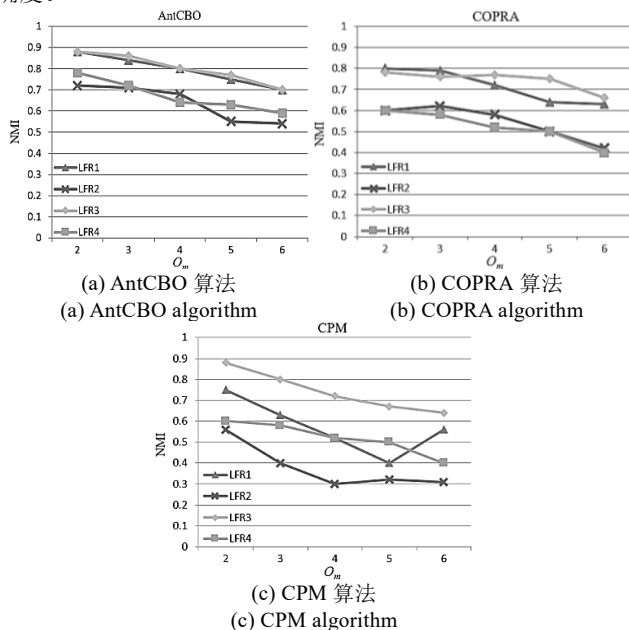 AntCBO
1
0.9
0.8
0.7
0.6
0.5
0.4
0.3
0.2
0.1
0
NMI
LFR1
LFR2
LFR3
LFR4
2 3 4 5 6
Om
(a) AntCBO 算法
(a) AntCBO algorithm
COPRA
1
0.9
0.8
0.7
0.6
0.5
0.4
0.3
0.2
0.1
0
NMI
LFR1
LFR2
LFR3
LFR4
2 3 4 5 6
Om
(b) COPRA 算法
(b) COPRA algorithm
CPM
1
0.9
0.8
0.7
0.6
0.5
0.4
0.3
0.2
0.1
0
NMI
LFR1
LFR2
LFR3
LFR4
2 3 4 5 6
Om
(c) CPM 算法
(c) CPM algorithm